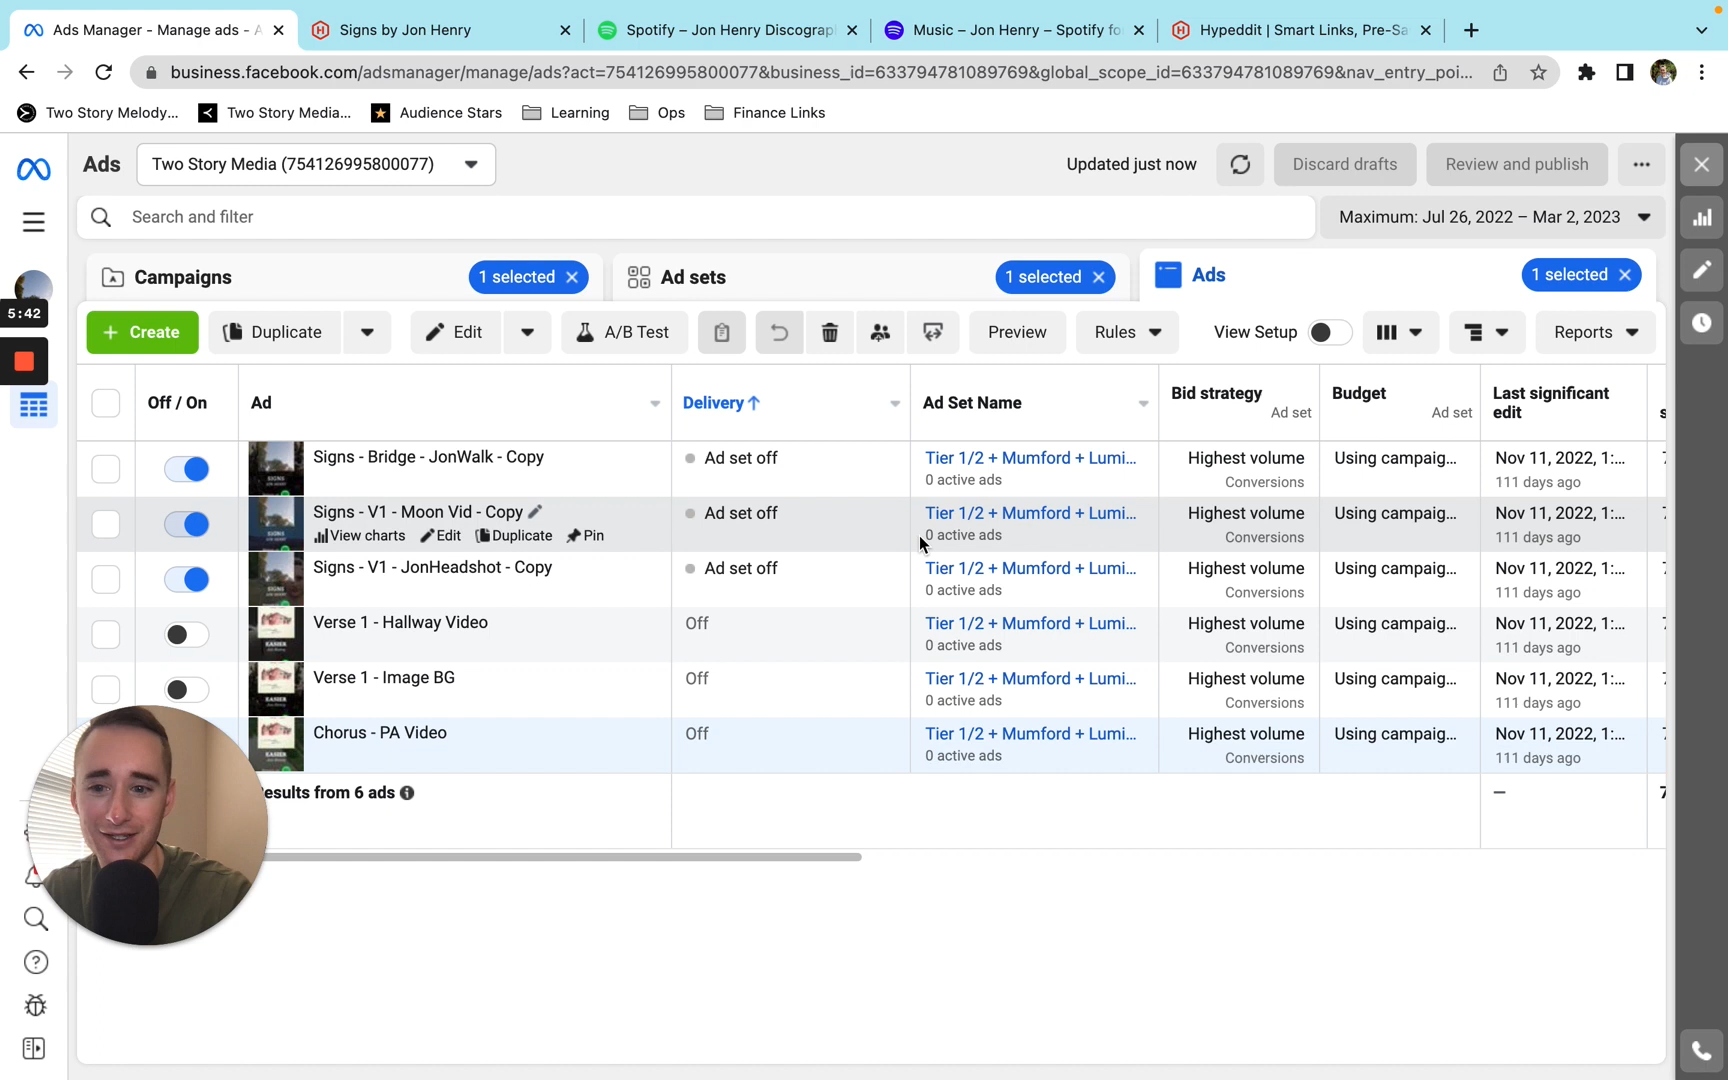 Ads Manager - Manage ads - A
Signs by Jon Henry
Spotify – Jon Henry Discograp
Music – Jon Henry – Spotify fo
Hypeddit | Smart Links, Pre-Sa
business.facebook.com/adsmanager/manage/ads?act=754126995800077&business_id=633794781089769&global_scope_id=633794781089769&nav_entry_poi...
Two Story Melody...
Two Story Media...
Audience Stars
Learning
Ops
Finance Links
Ads
Two Story Media (754126995800077)
Updated just now
Discard drafts
Review and publish
Search and filter
Maximum: Jul 26, 2022 – Mar 2, 2023
Campaigns
1 selected
Ad sets
1 selected
Ads
1 selected
5:42
+ Create
Duplicate
Edit
A/B Test
Preview
Rules
View Setup
Reports
Off / On
Ad
Delivery↑
Ad Set Name
Bid strategy
Ad set
Budget
Ad set
Last significant
edit
Signs - Bridge - JonWalk - Copy
Ad set off
Tier 1/2 + Mumford + Lumi...
0 active ads
Highest volume
Conversions
Using campaig...
Nov 11, 2022, 1:...
111 days ago
Signs - V1 - Moon Vid - Copy
View charts
Edit
Duplicate
Pin
Ad set off
Tier 1/2 + Mumford + Lumi...
0 active ads
Highest volume
Conversions
Using campaig...
Nov 11, 2022, 1:...
111 days ago
Signs - V1 - JonHeadshot - Copy
Ad set off
Tier 1/2 + Mumford + Lumi...
0 active ads
Highest volume
Conversions
Using campaig...
Nov 11, 2022, 1:...
111 days ago
Verse 1 - Hallway Video
Off
Tier 1/2 + Mumford + Lumi...
0 active ads
Highest volume
Conversions
Using campaig...
Nov 11, 2022, 1:...
111 days ago
Verse 1 - Image BG
Off
Tier 1/2 + Mumford + Lumi...
0 active ads
Highest volume
Conversions
Using campaig...
Nov 11, 2022, 1:...
111 days ago
Chorus - PA Video
Off
Tier 1/2 + Mumford + Lumi...
0 active ads
Highest volume
Conversions
Using campaig...
Nov 11, 2022, 1:...
111 days ago
esults from 6 ads
—